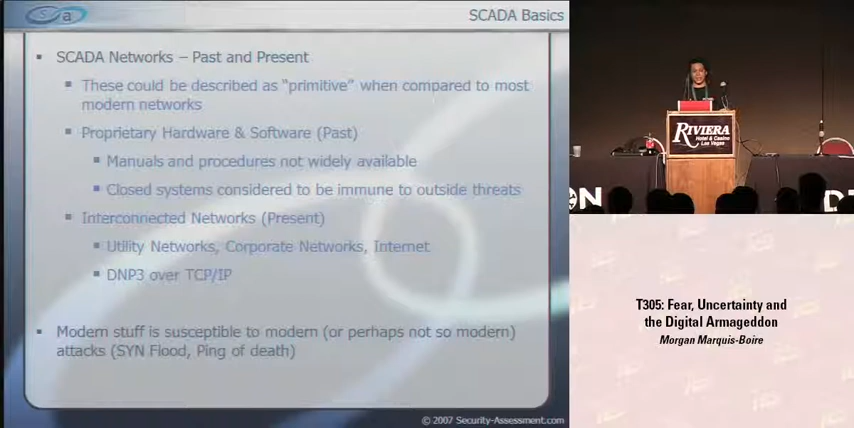 sa
SCADA Basics
SCADA Networks – Past and Present
These could be described as “primitive” when compared to most
modern networks
Proprietary Hardware & Software (Past)
Manuals and procedures not widely available
Closed systems considered to be immune to outside threats
Interconnected Networks (Present)
Utility Networks, Corporate Networks, Internet
DNP3 over TCP/IP
Modern stuff is susceptible to modern (or perhaps not so modern)
attacks (SYN Flood, Ping of death)
© 2007 Security-Assessment.com
RIVIERA
Hotel & Casino
Las Vegas
T305: Fear, Uncertainty and
the Digital Armageddon
Morgan Marquis-Boire